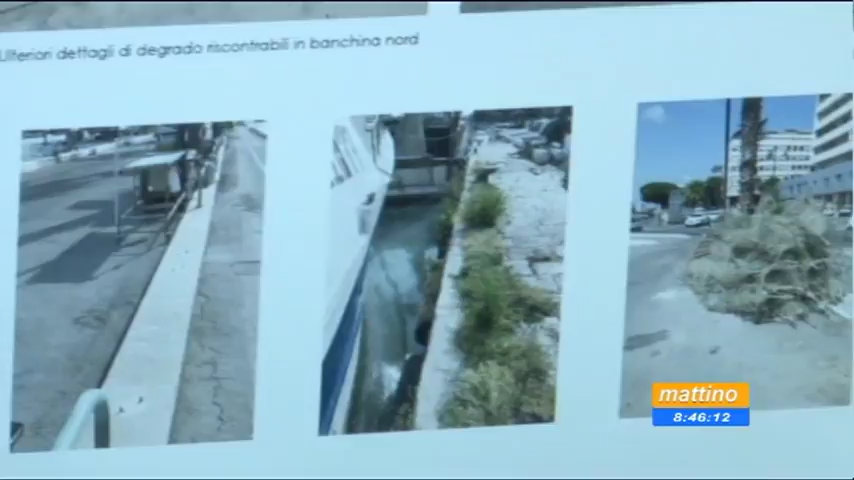 Ulteriori dettagli di degrado riscontrabili in banchina nord
mattino
8:46:12